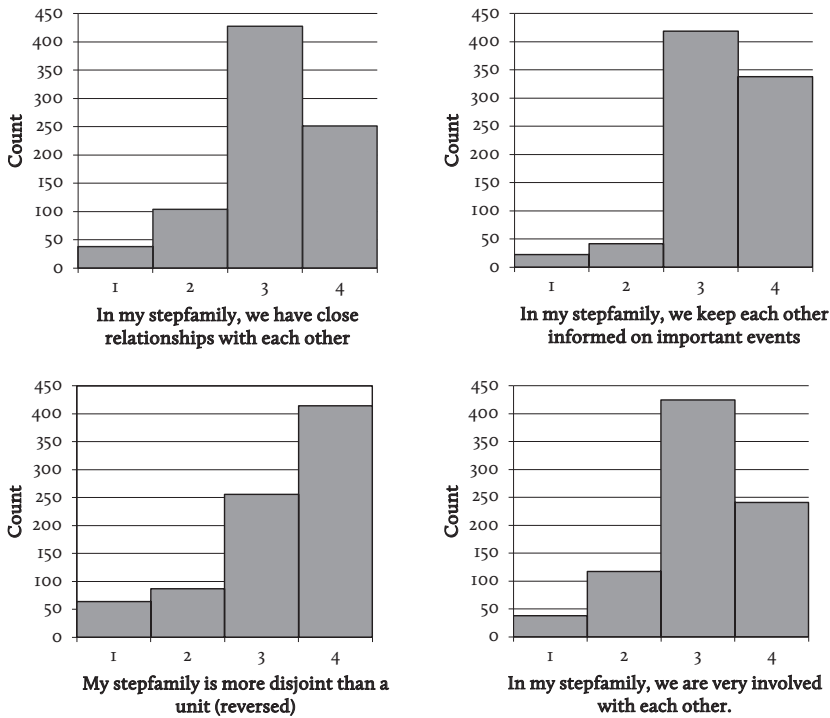 450
400
350
300
250
200
150
100
50
0
Count
1 2 3 4
In my stepfamily, we have close
relationships with each other
450
400
350
300
250
200
150
100
50
0
Count
1 2 3 4
In my stepfamily, we keep each other
informed on important events
450
400
350
300
250
200
150
100
50
0
Count
1 2 3 4
My stepfamily is more disjoint than a
unit (reversed)
450
400
350
300
250
200
150
100
50
0
Count
1 2 3 4
In my stepfamily, we are very involved
with each other.